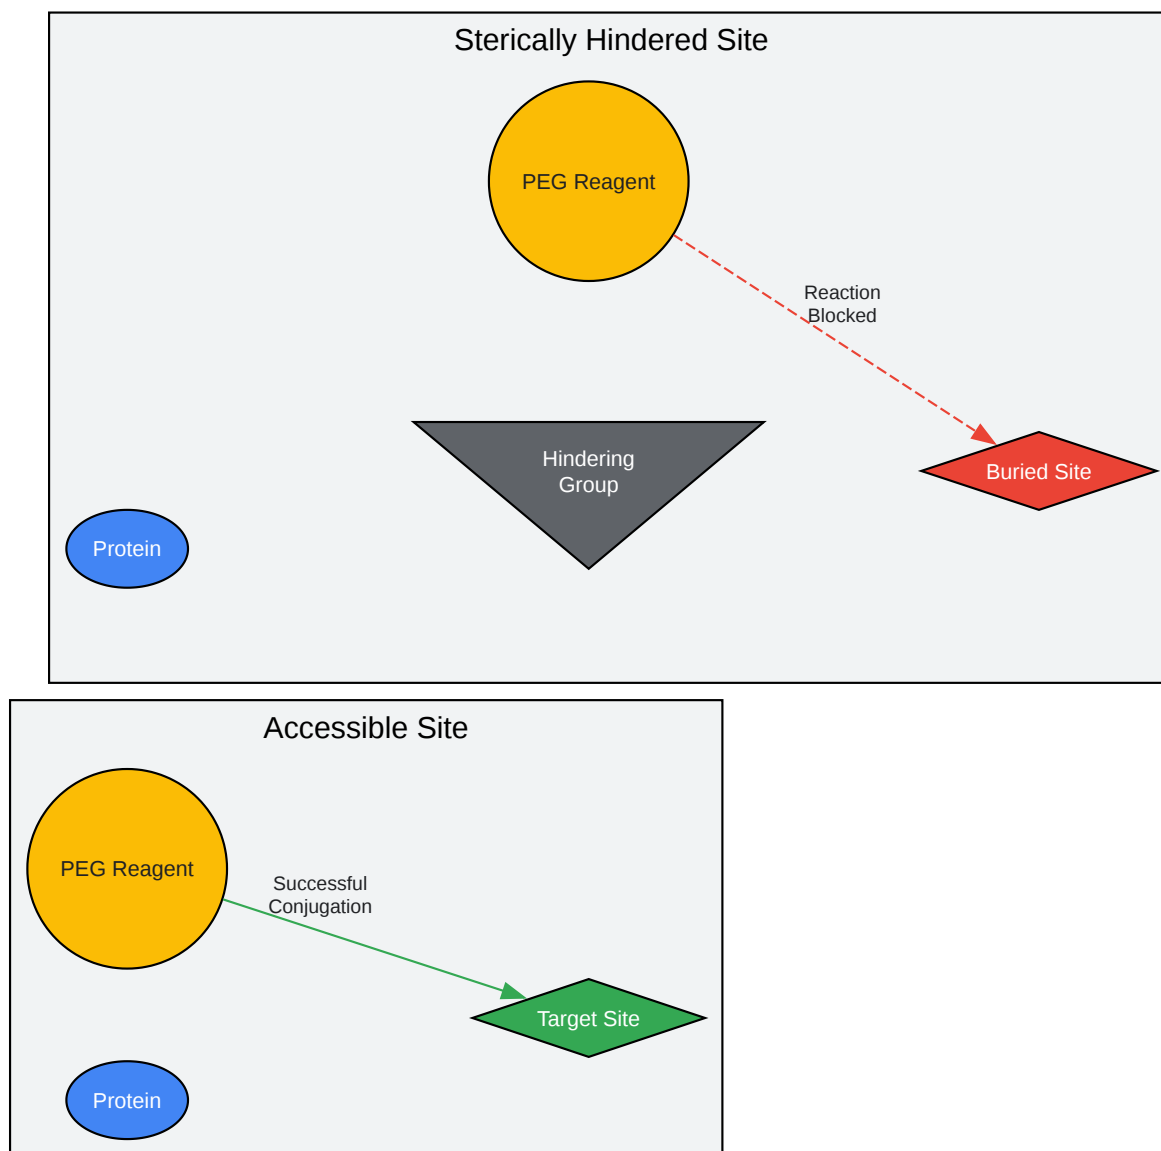 Sterically Hindered Site
PEG Reagent
Reaction
Blocked
Hindering
Group
Buried Site
Protein
Accessible Site
PEG Reagent
Successful
Conjugation
Target Site
Protein